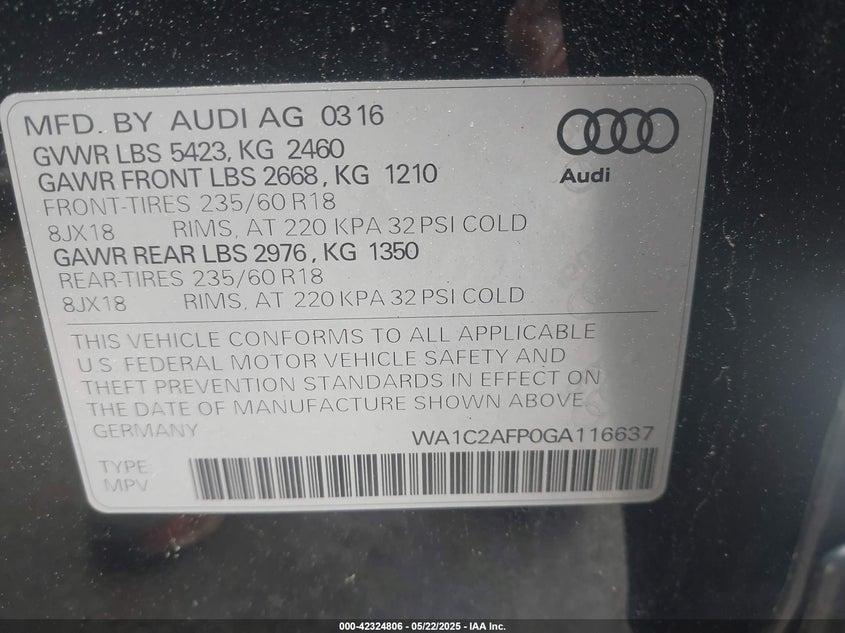 MFD. BY AUDI AG 03 16
GVWR LBS 5423, KG 2460
GAWR FRONT LBS 2668, KG 1210
FRONT-TIRES 235/60 R18
8JX18 RIMS, AT 220 KPA 32 PSI COLD
GAWR REAR LBS 2976, KG 1350
REAR-TIRES 235/60 R18
8JX18 RIMS, AT 220 KPA 32 PSI COLD
Audi
THIS VEHICLE CONFORMS TO ALL APPLICABLE
U.S. FEDERAL MOTOR VEHICLE SAFETY AND
THEFT PREVENTION STANDARDS IN EFFECT ON
THE DATE OF MANUFACTURE SHOWN ABOVE.
GERMANY
WA1C2AFP0GA116637
TYPE
MPV
000-42324806 - 05/22/2025 - IAA Inc.